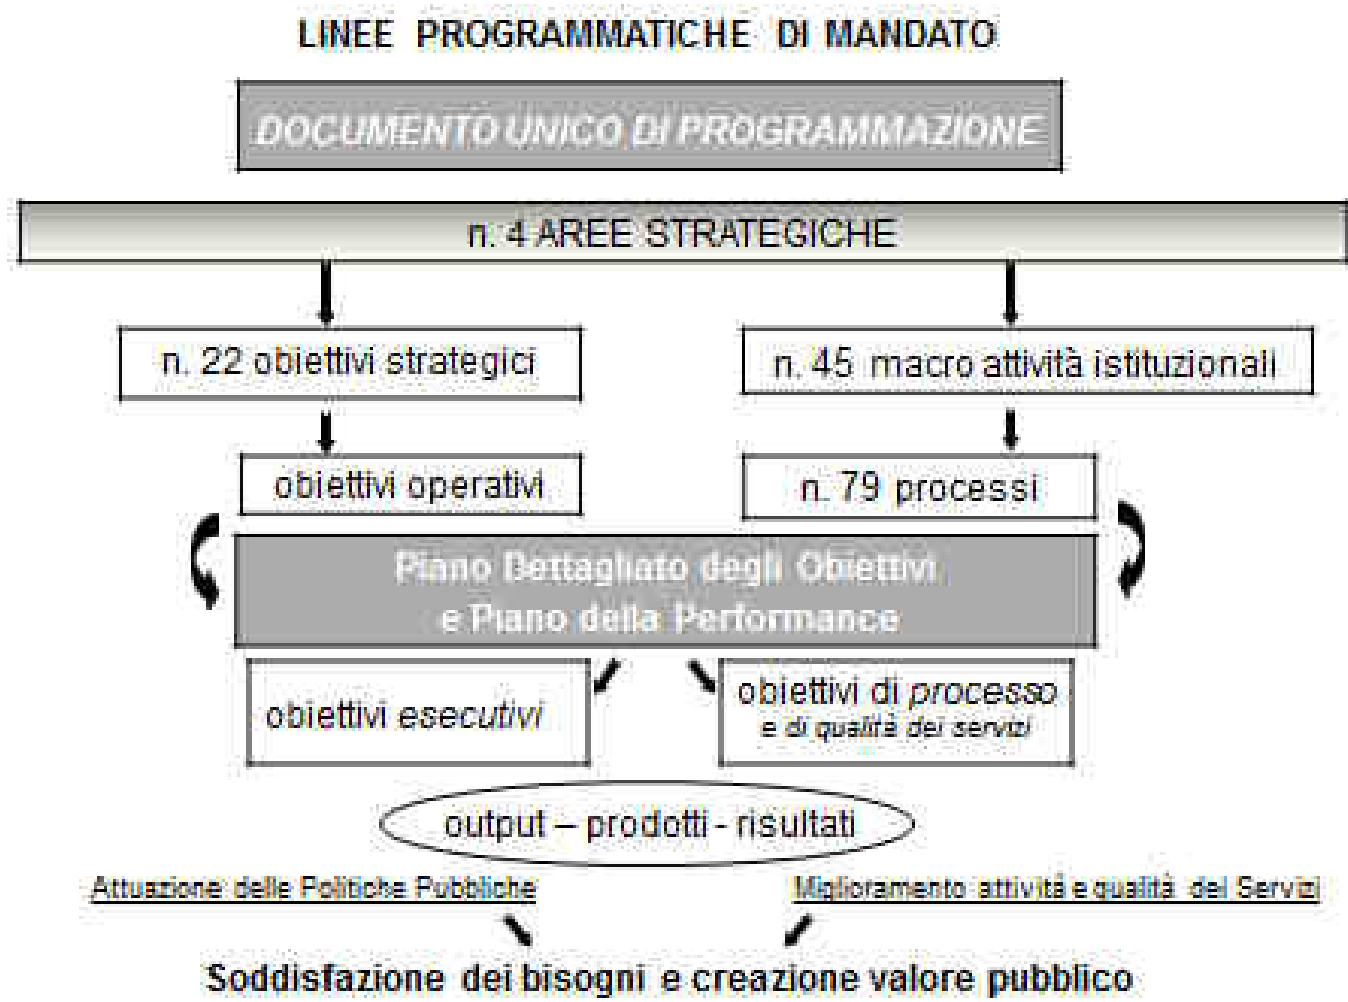 LINEE PROGRAMMATICHE DI MANDATO
DOCUMENTO UNICO DI PROGRAMMAZIONE
n. 4 AREE STRATEGICHE
n. 22 obiettivi strategici
n. 45 macro attività istituzionali
obiettivi operativi
n. 79 processi
Piano Dettagliato degli Obiettivi
e Piano della Performance
obiettivi esecutivi
obiettivi di processo
e di qualità dei servizi
output – prodotti - risultati
Attuazione delle Politiche Pubbliche
Miglioramento attività e qualità dei Servizi
Soddisfazione dei bisogni e creazione valore pubblico